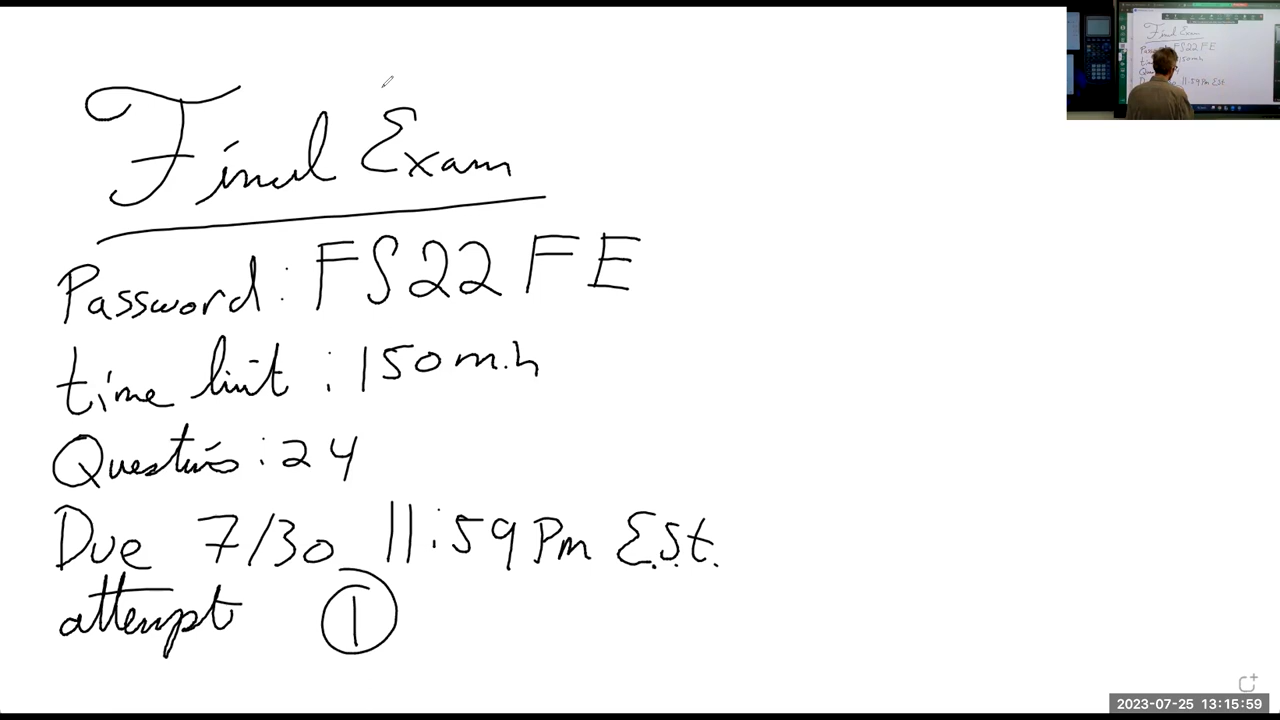 Final Exam
Password: FS22FE
time limit: 150 min
Questions: 24
Due 7/30 11:59 Pm E.S.t.
attempt 1
2023-07-25 13:15:59